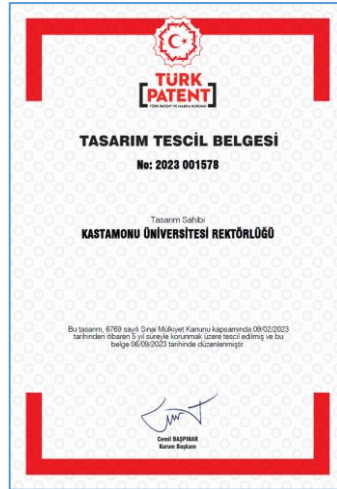 TÜRK
PATENT
TÜRK PATENT VE MARKA KURUMU
TASARIM TESCİL BELGESİ
No: 2023 001578
Tasarım Sahibi
KASTAMONU ÜNİVERSİTESİ REKTÖRLÜĞÜ
Bu tasarım, 6769 sayılı Sınai Mülkiyet Kanunu kapsamında 09/02/2023
tarihinden itibaren 5 yıl süreyle korunmak üzere tescil edilmiş ve bu
belge 06/09/2023 tarihinde düzenlenmiştir.
Cemil BAŞPINAR
Kurum Başkanı